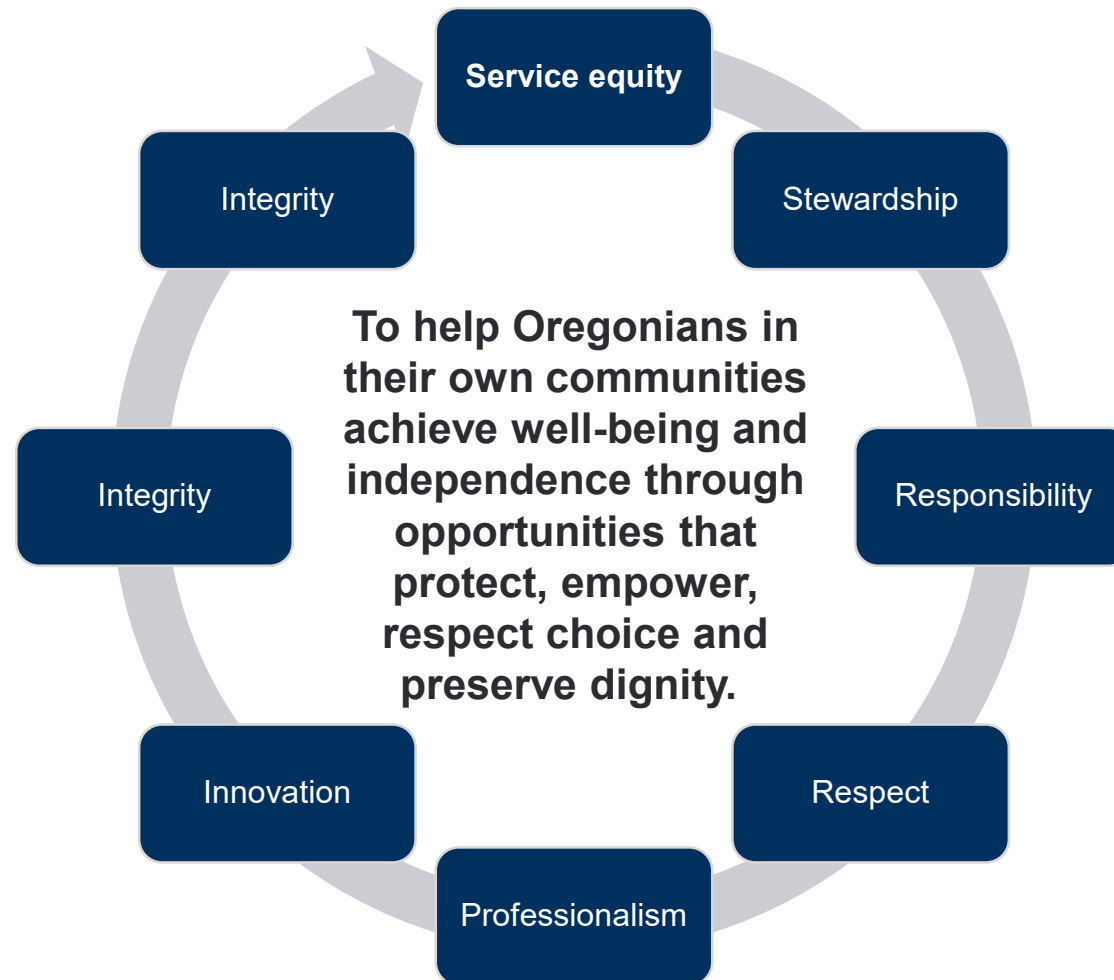 Service equity
Stewardship
Responsibility
Respect
Professionalism
Innovation
Integrity
Integrity
To help Oregonians in
their own communities
achieve well-being and
independence through
opportunities that
protect, empower,
respect choice and
preserve dignity.